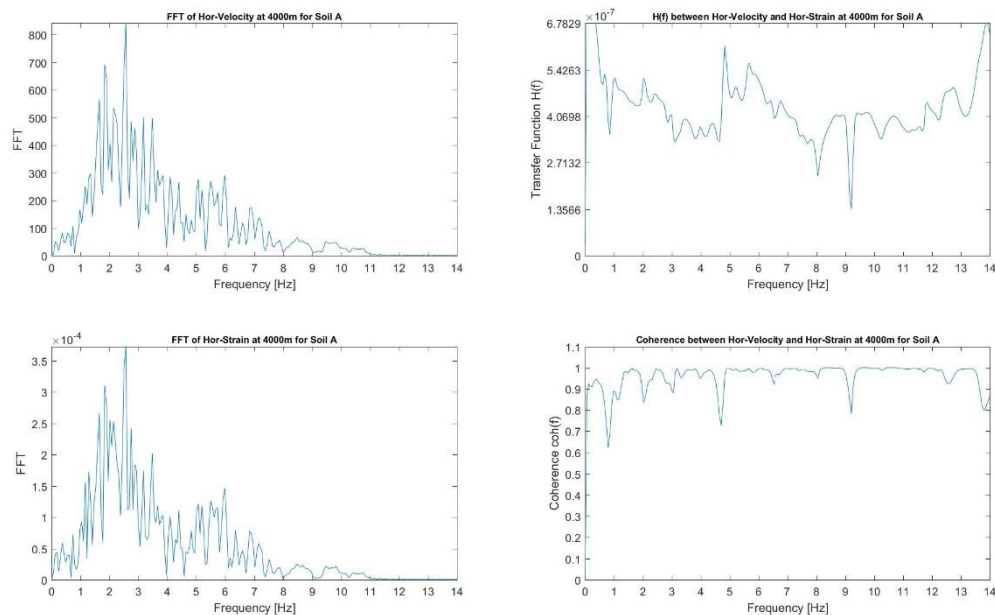 FFT of Hor-Velocity at 4000m for Soil A
800
700
600
500
400
300
200
100
0
FFT
0 1 2 3 4 5 6 7 8 9 10 11 12 13 14
Frequency [Hz]
×10^-7
H(f) between Hor-Velocity and Hor-Strain at 4000m for Soil A
6.7829
5.4263
4.0698
2.7132
1.3566
0
Transfer Function H(f)
0 1 2 3 4 5 6 7 8 9 10 11 12 13 14
Frequency [Hz]
×10^-4
FFT of Hor-Strain at 4000m for Soil A
3.5
3
2.5
2
1.5
1
0.5
0
FFT
0 1 2 3 4 5 6 7 8 9 10 11 12 13 14
Frequency [Hz]
Coherence between Hor-Velocity and Hor-Strain at 4000m for Soil A
1.1
1
0.9
0.8
0.7
0.6
0.5
0.4
0.3
0.2
0.1
0
Coherence coh(f)
0 1 2 3 4 5 6 7 8 9 10 11 12 13 14
Frequency [Hz]